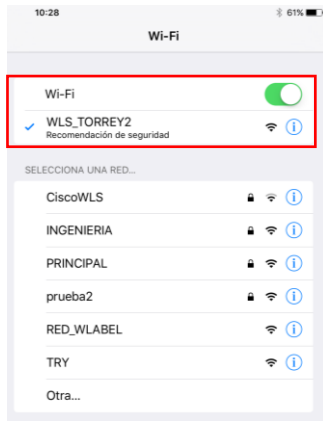 10:28
61%
Wi-Fi
Wi-Fi
WLS_TORREY2
Recomendación de seguridad
SELECCIONA UNA RED...
CiscoWLS
INGENIERIA
PRINCIPAL
prueba2
RED_WLABEL
TRY
Otra...